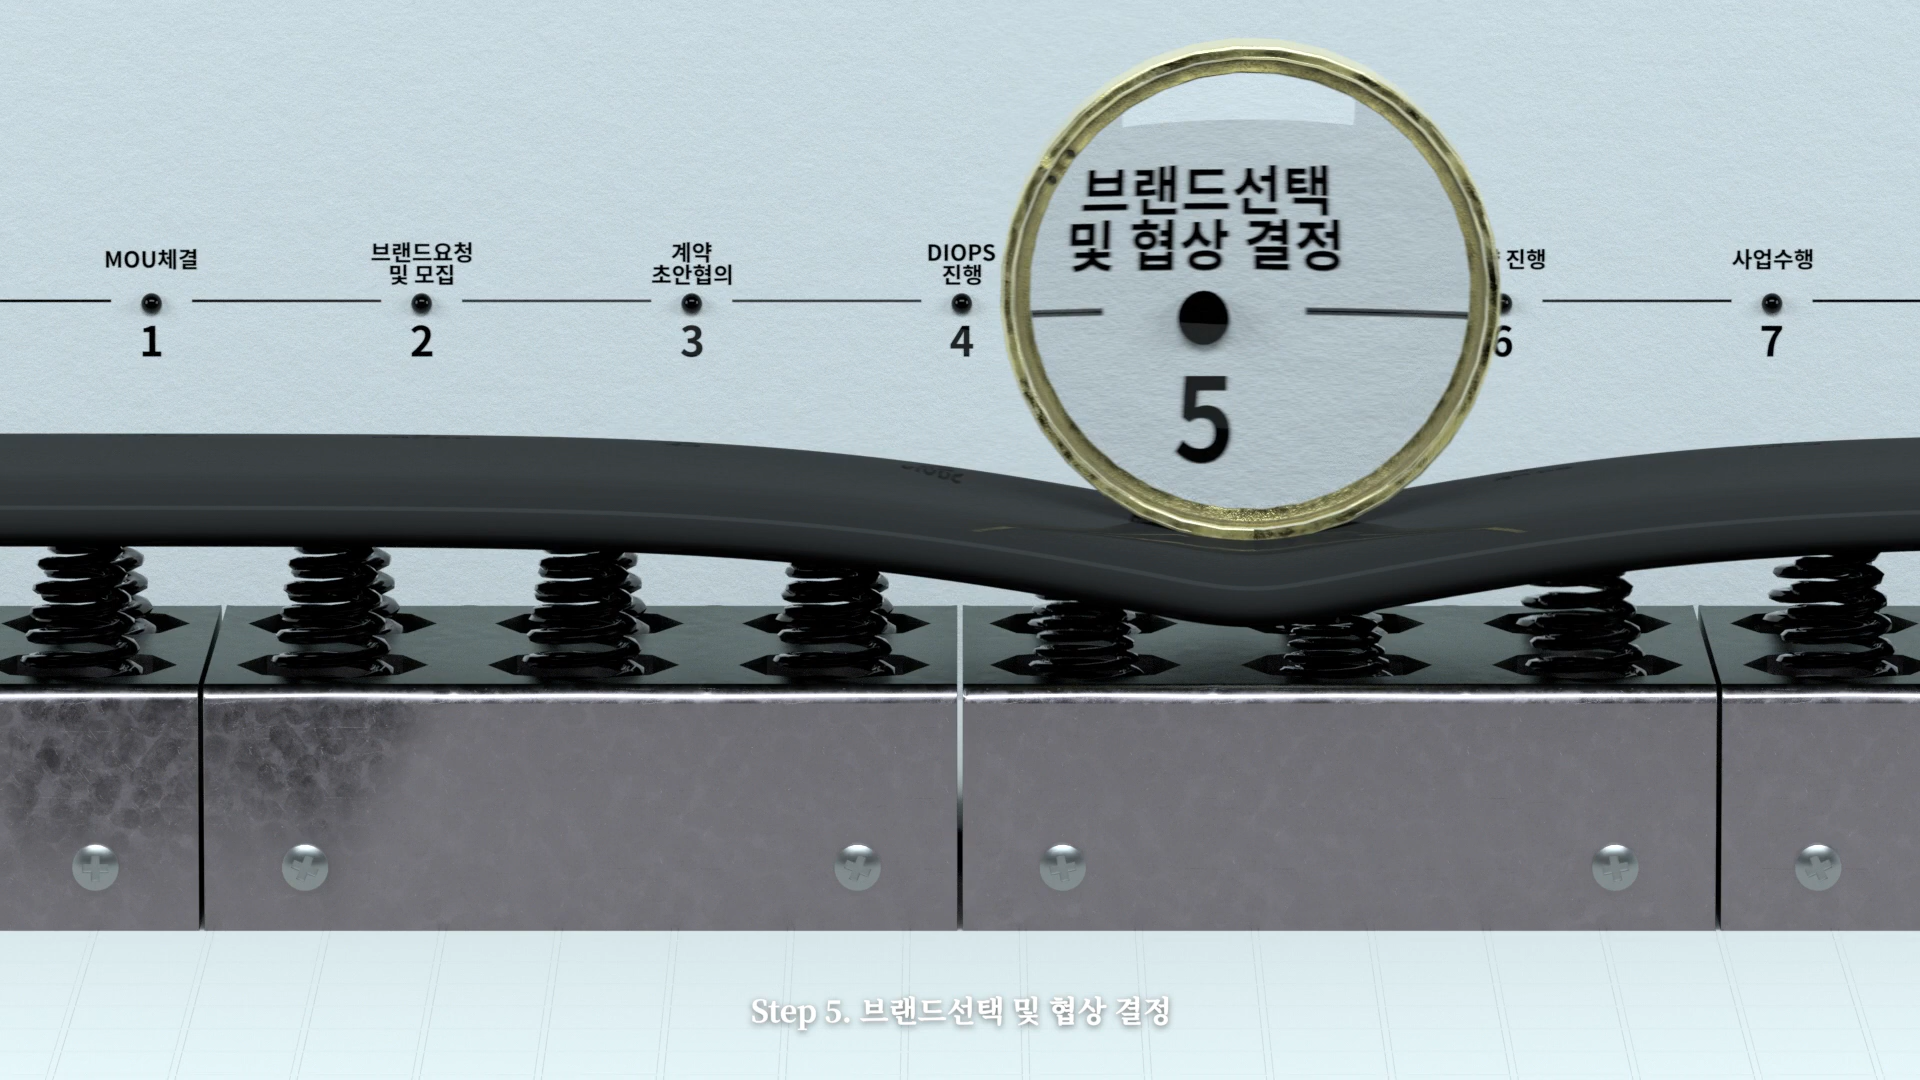 MOU체결
브랜드요청
및 모집
계약
초안협의
DIOPS
진행
브랜드선택
및 협상 결정
진행
사업수행
1
2
3
4
5
6
7
Step 5. 브랜드선택 및 협상 결정